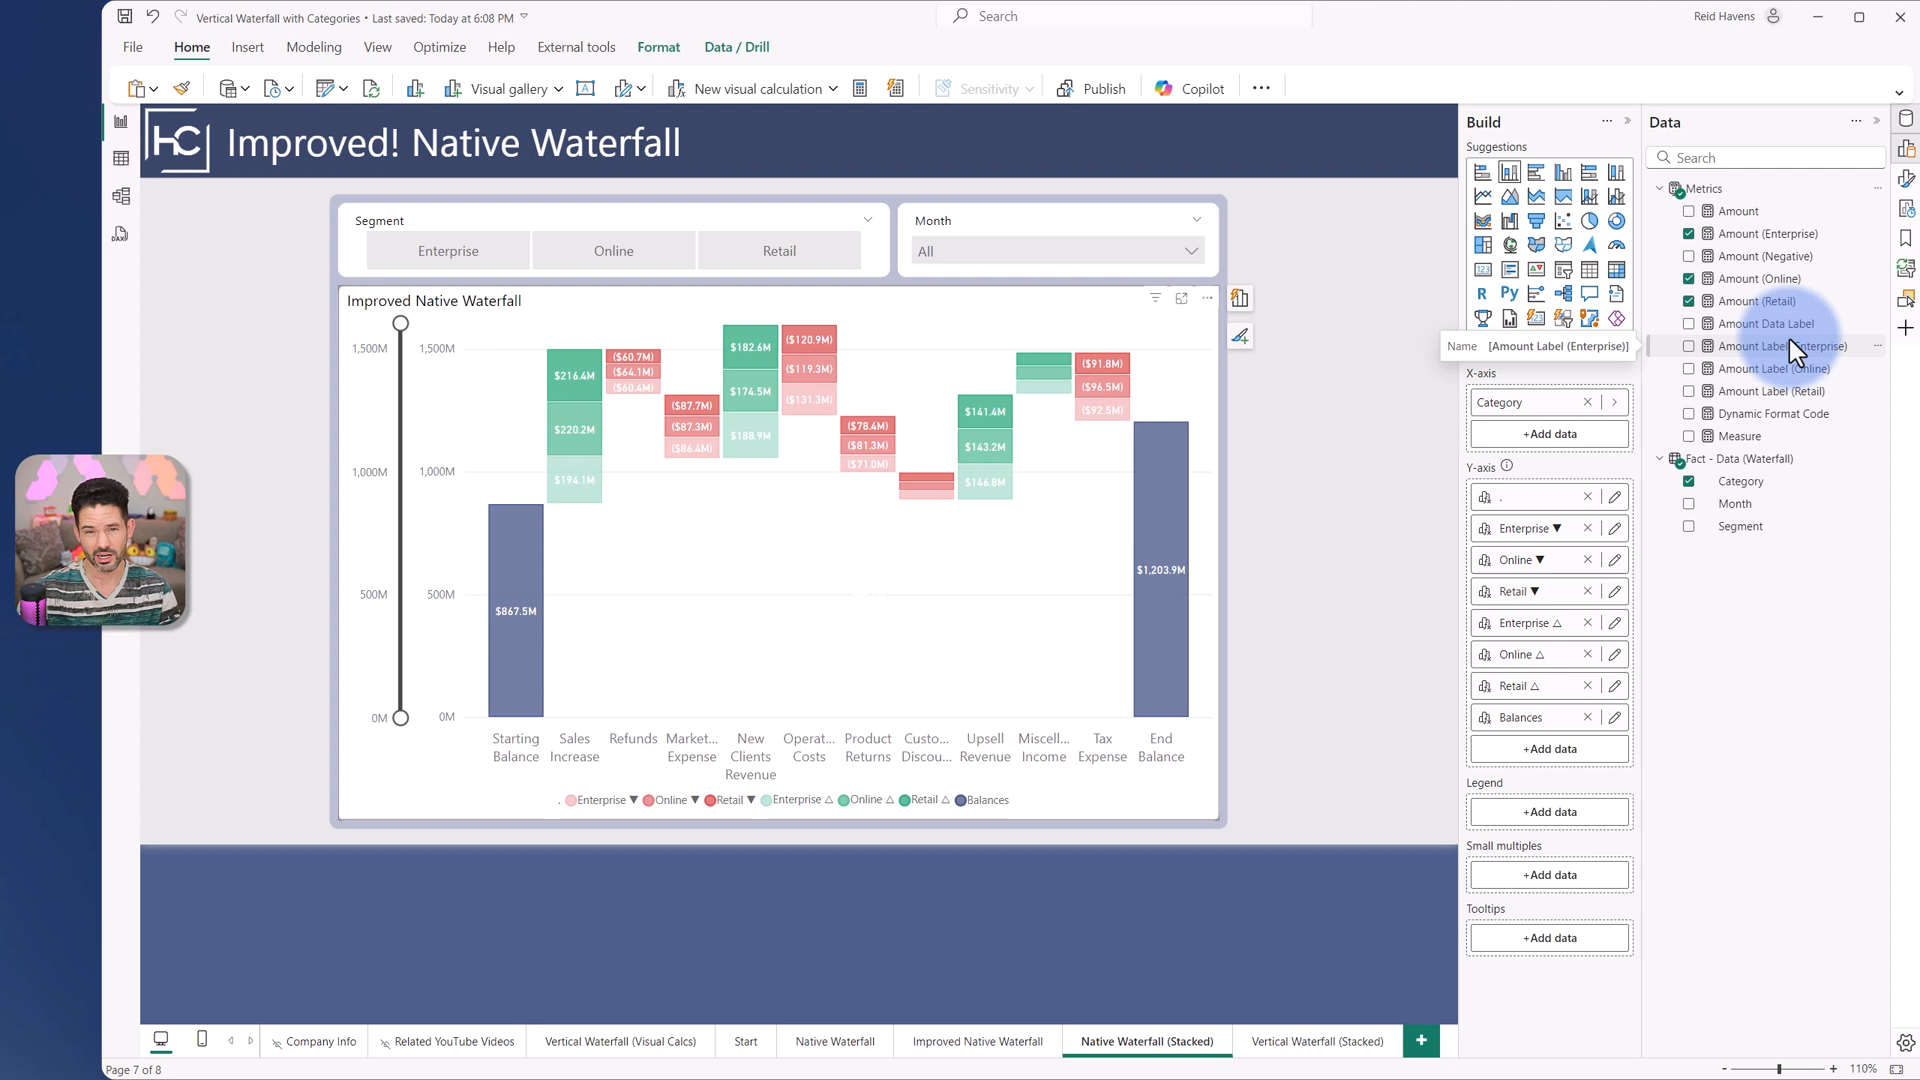 Vertical Waterfall with Categories • Last saved: Today at 6:08 PM
Search
Reid Havens
File
Home
Insert
Modeling
View
Optimize
Help
External tools
Format
Data / Drill
Visual gallery
New visual calculation
Sensitivity
Publish
Copilot
HC
Improved! Native Waterfall
Segment
Enterprise
Online
Retail
Month
All
Improved Native Waterfall
1,500M
1,000M
500M
0M
1,500M
1,000M
500M
0M
$867.5M
$216.4M
$220.2M
$194.1M
($60.7M)
($64.1M)
($60.4M)
($87.7M)
($87.3M)
($86.4M)
$182.6M
$174.5M
$188.9M
($120.9M)
($119.3M)
($131.3M)
($78.4M)
($81.3M)
($71.0M)
$141.4M
$143.2M
$146.8M
($91.8M)
($96.5M)
($92.5M)
$1,203.9M
Starting
Balance
Sales
Increase
Refunds
Market...
Expense
New
Clients
Revenue
Operat...
Costs
Product
Returns
Custo...
Discou...
Upsell
Revenue
Miscell...
Income
Tax
Expense
End
Balance
. Enterprise ▼ Online ▼ Retail ▼ Enterprise △ Online △ Retail △ Balances
Build
Suggestions
R
Py
123
Name [Amount Label (Enterprise)]
X-axis
Category
+Add data
Y-axis
.
Enterprise ▼
Online ▼
Retail ▼
Enterprise △
Online △
Retail △
Balances
+Add data
Legend
+Add data
Small multiples
+Add data
Tooltips
+Add data
Data
Search
Metrics
Amount
Amount (Enterprise)
Amount (Negative)
Amount (Online)
Amount (Retail)
Amount Data Label
Amount Label (Enterprise)
Amount Label (Online)
Amount Label (Retail)
Dynamic Format Code
Measure
Fact - Data (Waterfall)
Category
Month
Segment
DAX
Company Info
Related YouTube Videos
Vertical Waterfall (Visual Calcs)
Start
Native Waterfall
Improved Native Waterfall
Native Waterfall (Stacked)
Vertical Waterfall (Stacked)
Page 7 of 8
110%